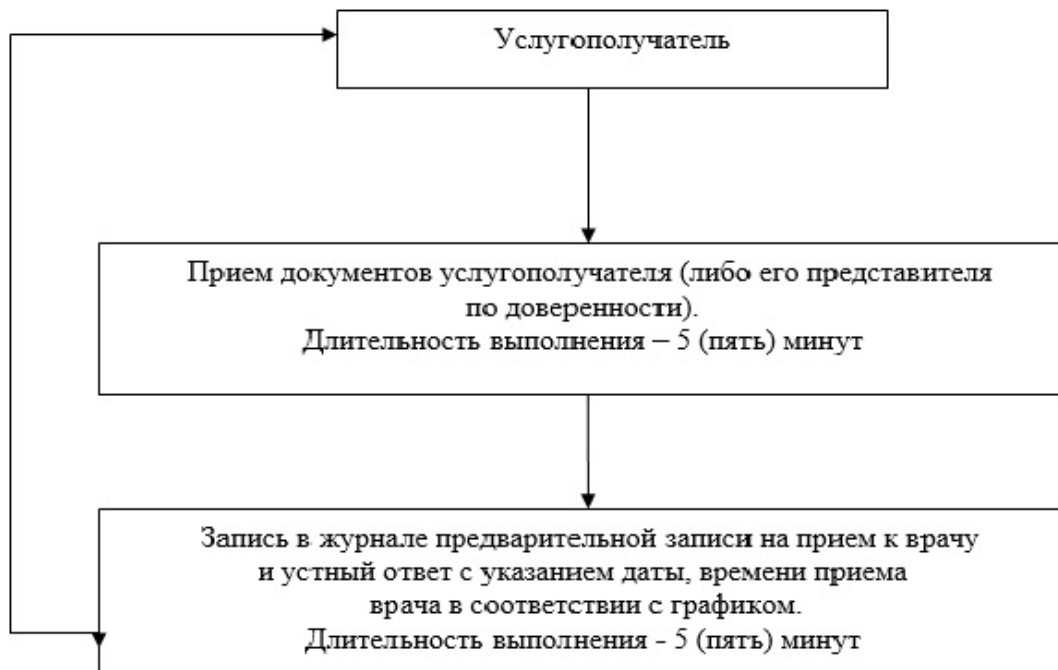 Услугополучатель
Прием документов услугополучателя (либо его представителя
по доверенности).
Длительность выполнения – 5 (пять) минут
Запись в журнале предварительной записи на прием к врачу
и устный ответ с указанием даты, времени приема
врача в соответствии с графиком.
Длительность выполнения - 5 (пять) минут